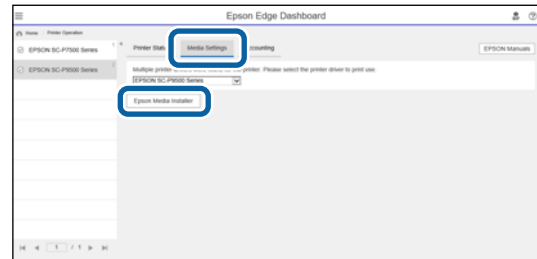 Epson Edge Dashboard
Home Printer Operation
EPSON SC-P7500 Series
EPSON SC-P9500 Series
Printer Stat
Media Settings
ccounting
EPSON Manuals
Multiple printer drivers were found for the printer. Please select the printer driver to print use.
EPSON SC-P9500 Series
Epson Media Installer
1 / 1